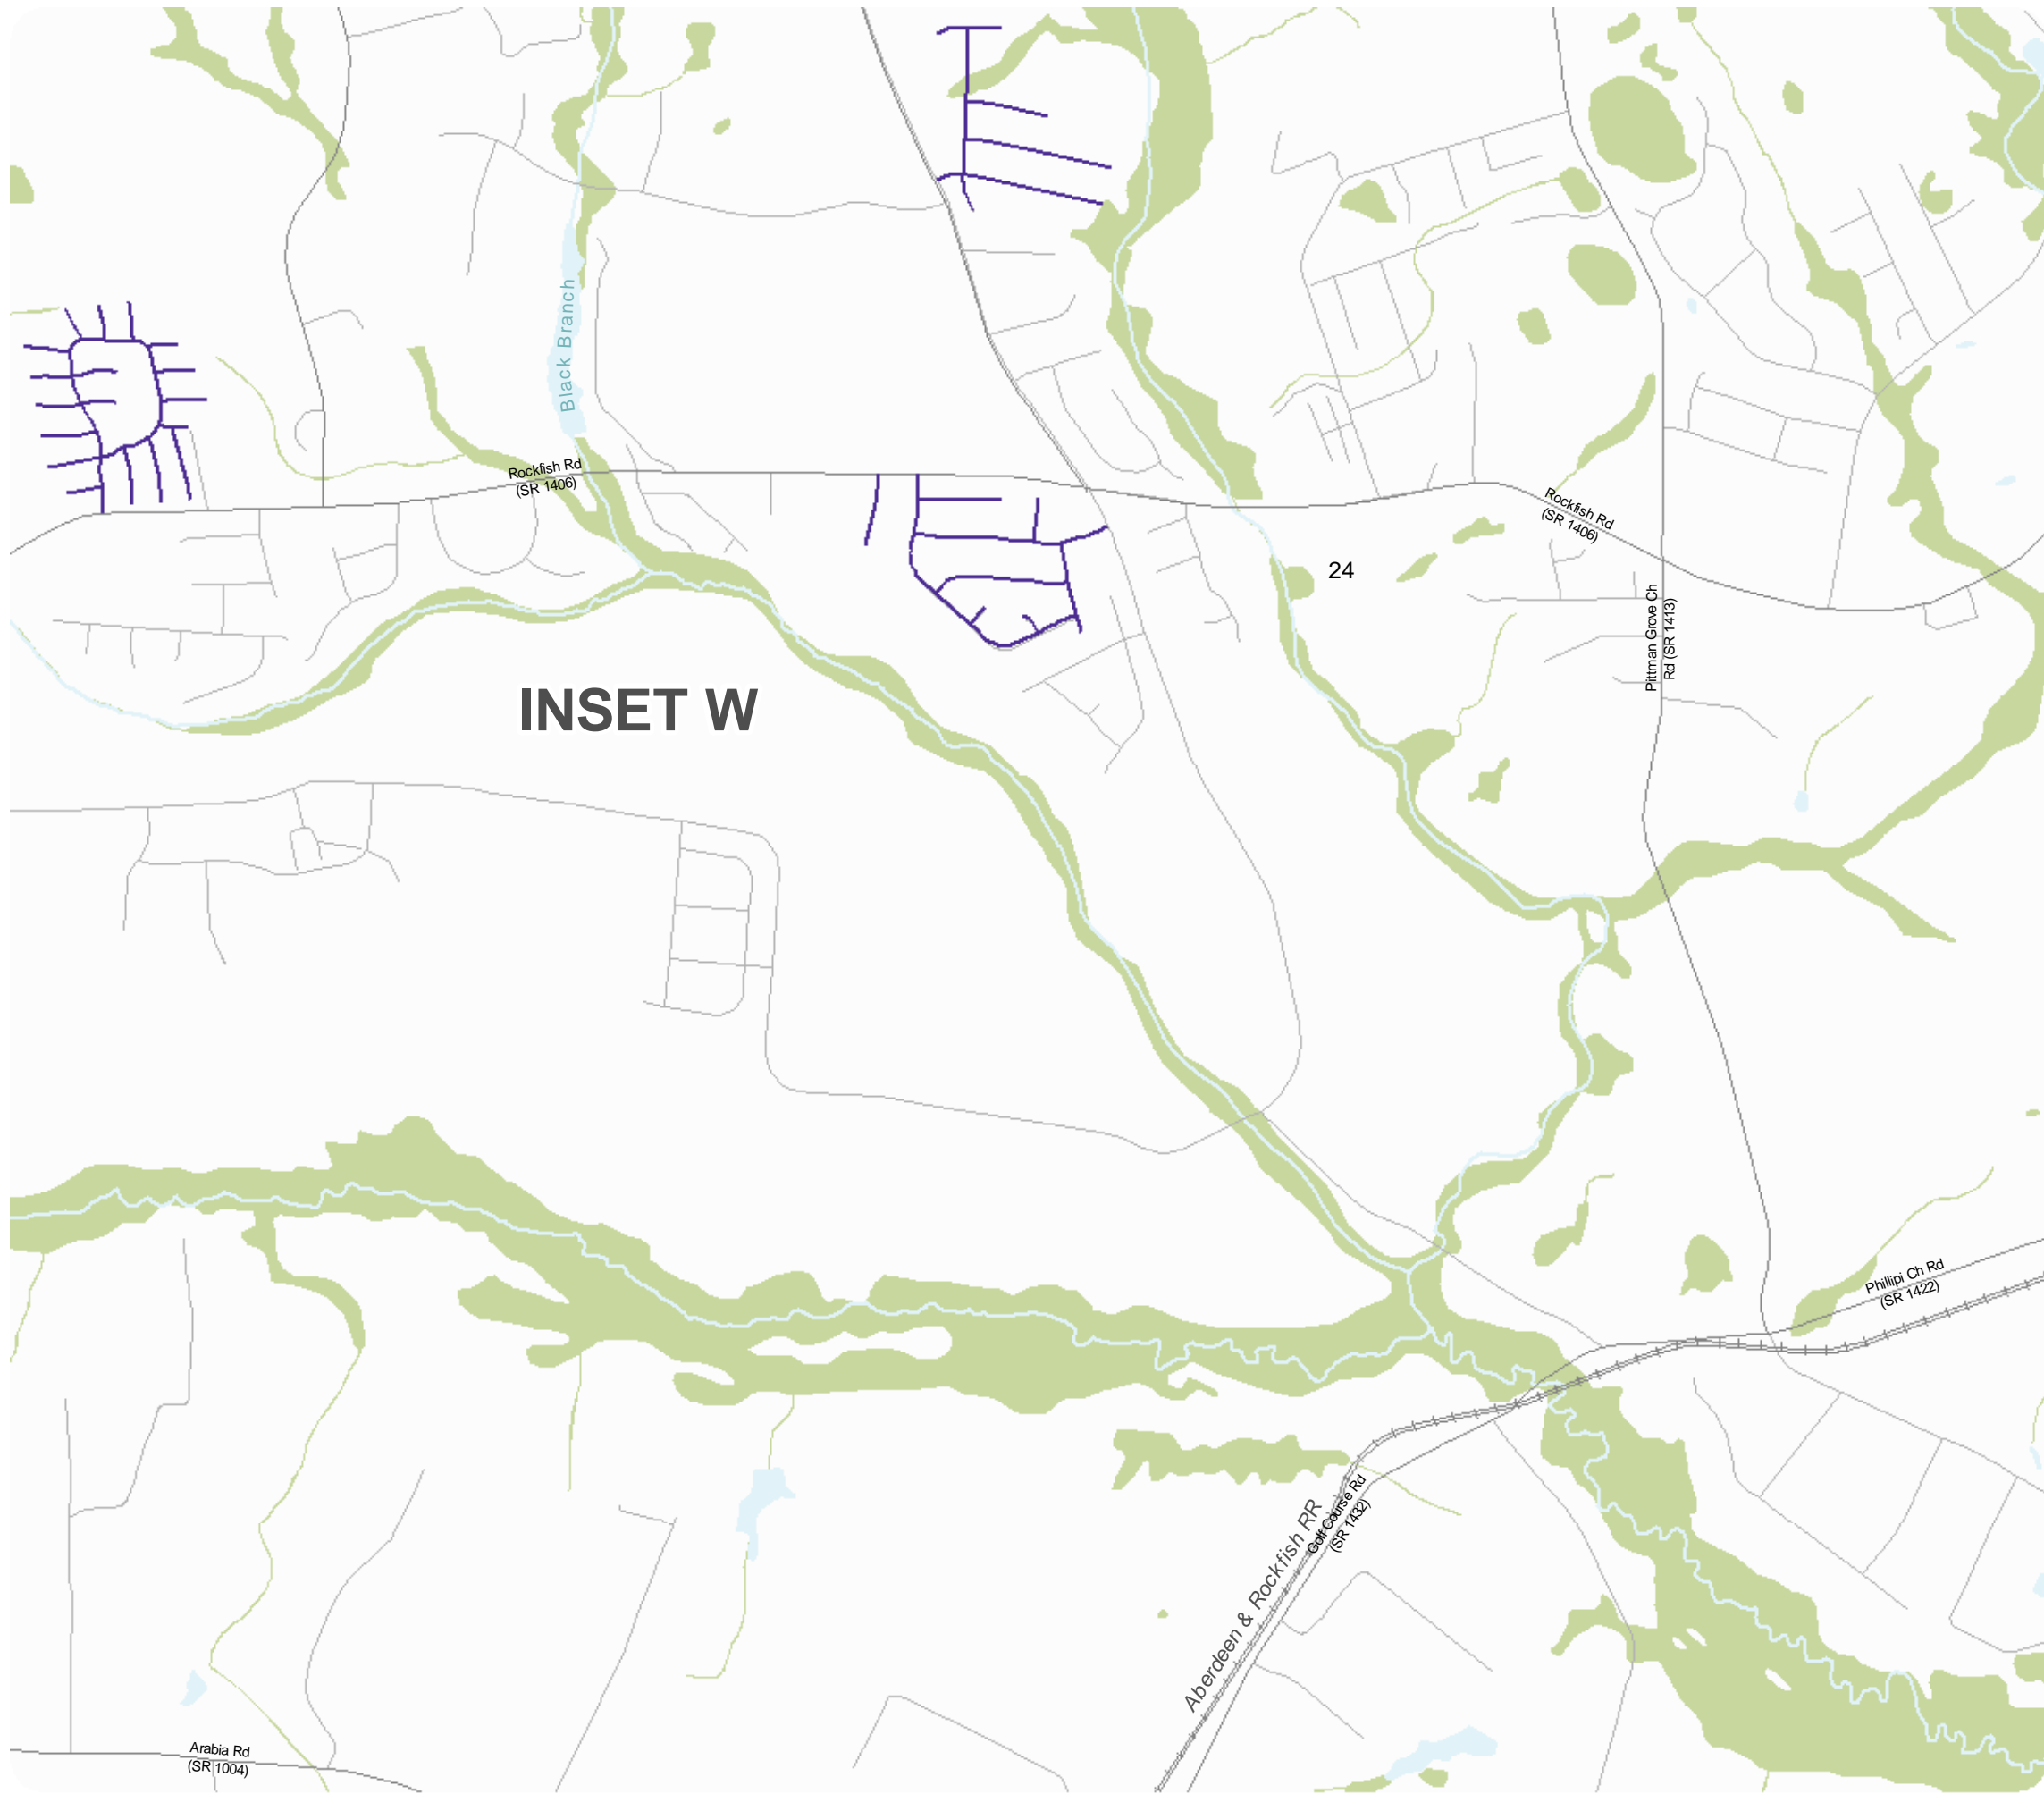 Black Branch
Rockfish Rd
(SR 1406)
Rockfish Rd
(SR 1406)
24
Pittman Grove Ch
Rd (SR 1413)
INSET W
Phillipi Ch Rd
(SR 1422)
Golf Course Rd
(SR 1432)
Aberdeen & Rockfish RR
Arabia Rd
(SR 1004)